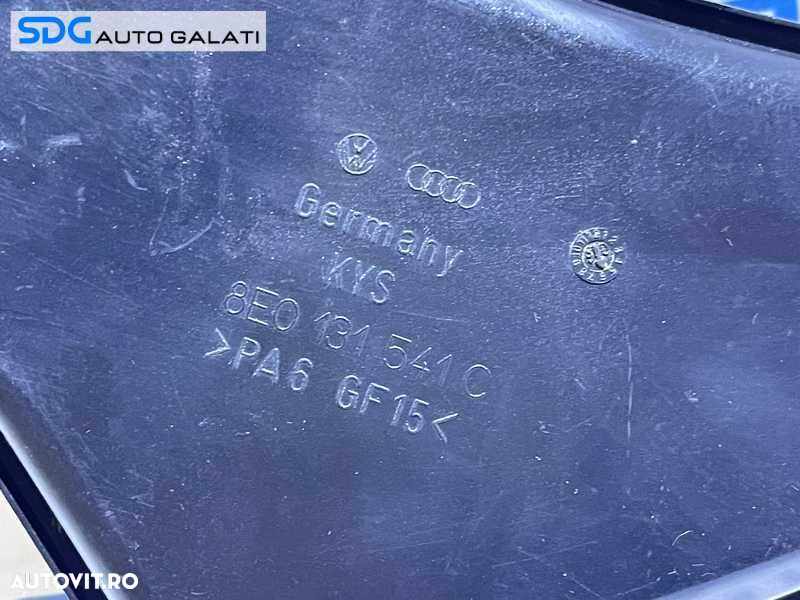 SDG AUTO GALATI
Germany
KYS
8E0 131 541 C
>PA6 GF15<
AUTOVIT.RO